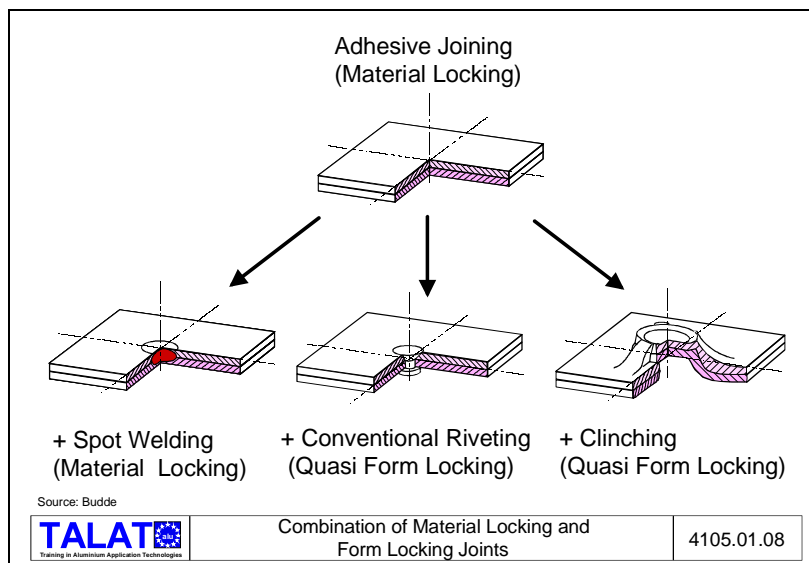 Adhesive Joining
(Material Locking)
+ Spot Welding
(Material Locking)
+ Conventional Riveting
(Quasi Form Locking)
+ Clinching
(Quasi Form Locking)
Source: Budde
TALAT
alu
Training in Aluminium Application Technologies
Combination of Material Locking and
Form Locking Joints
4105.01.08